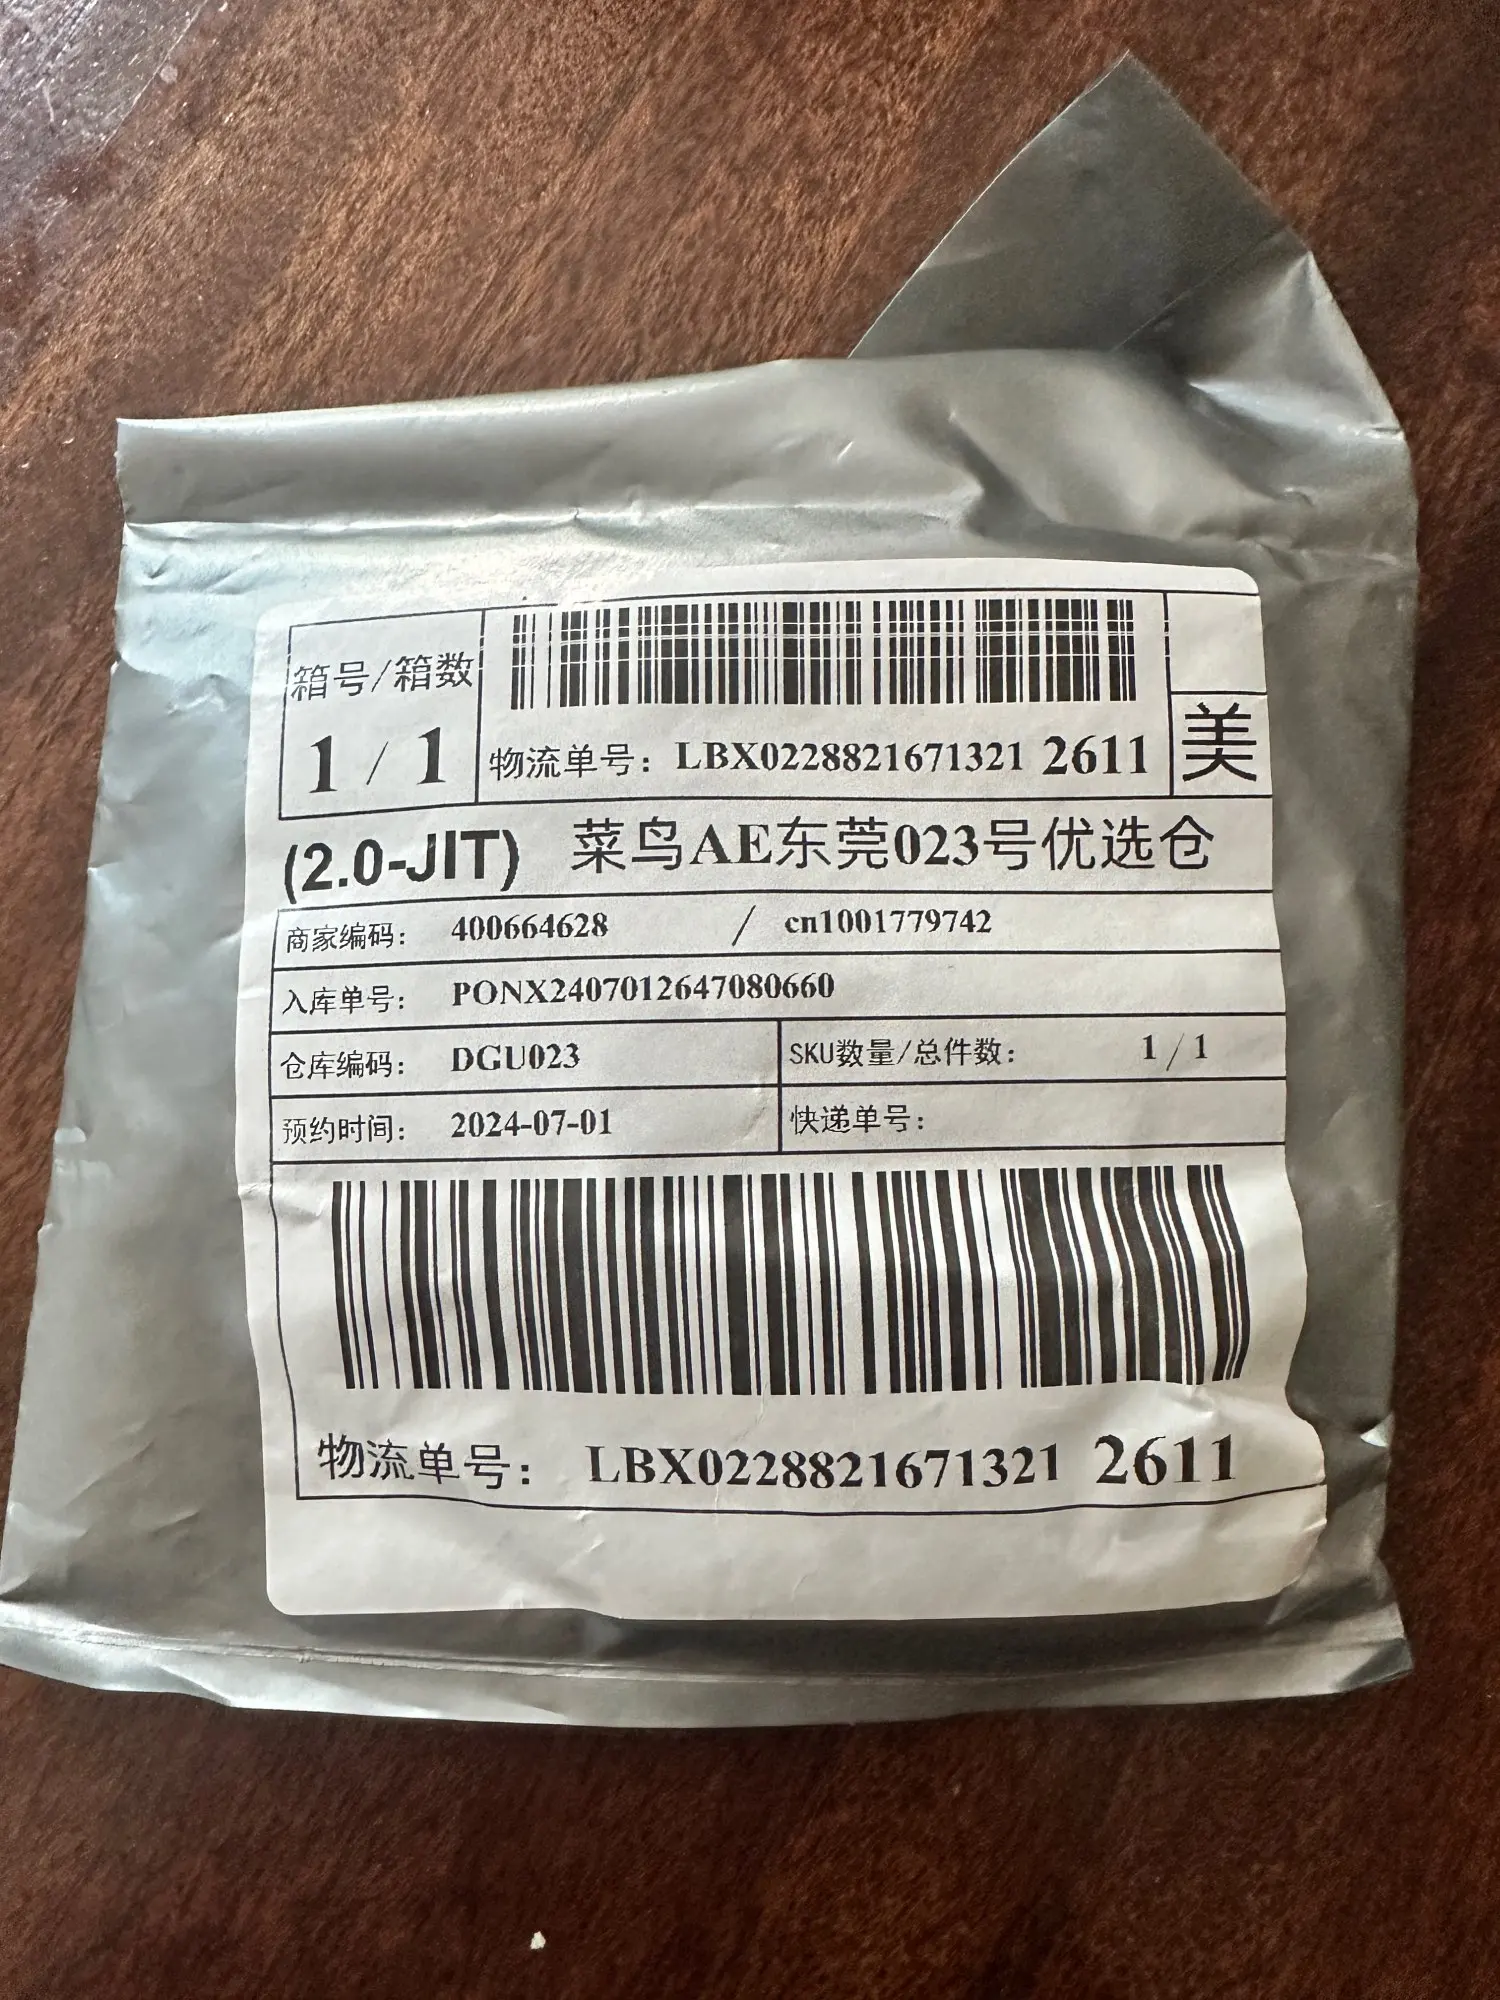 箱号/箱数
1 / 1
物流单号: LBX0228821671321 2611
美
(2.0-JIT) 菜鸟AE东莞023号优选仓
商家编码: 400664628 / cn1001779742
入库单号: PONX2407012647080660
仓库编码: DGU023 SKU数量/总件数: 1 / 1
预约时间: 2024-07-01 快递单号:
物流单号: LBX0228821671321 2611